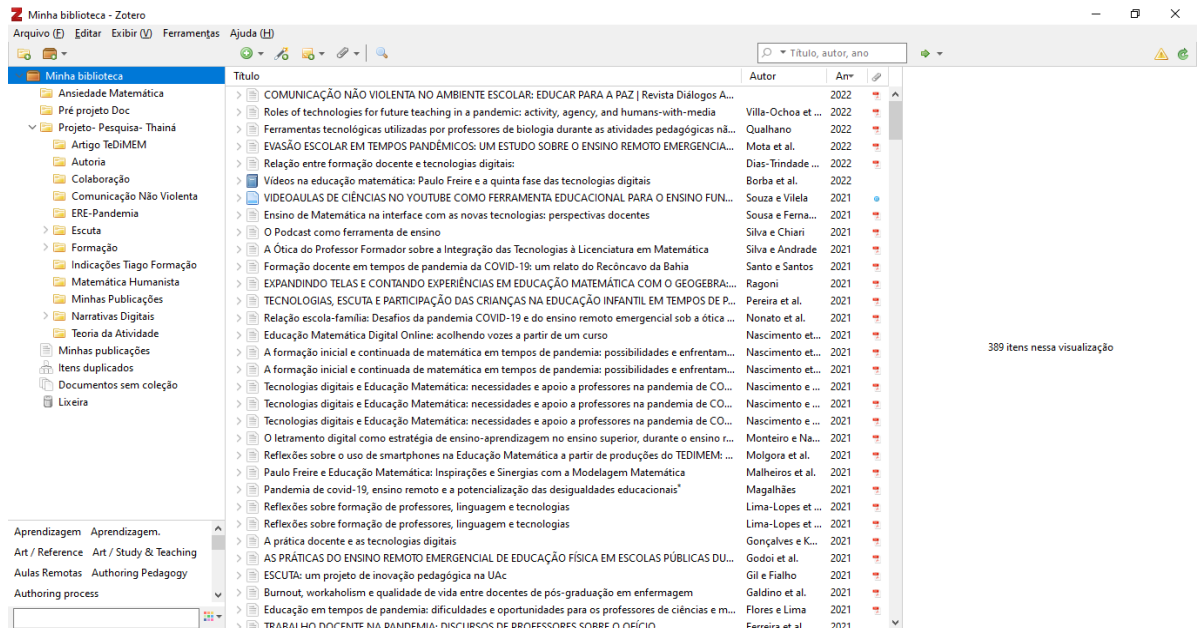 Minha biblioteca - Zotero
Arquivo (F) Editar Exibir (V) Ferramentas Ajuda (H)
Título, autor, ano
Minha biblioteca
Ansiedade Matemática
Pré projeto Doc
Projeto- Pesquisa- Thainá
Artigo TeDiMEM
Autoria
Colaboração
Comunicação Não Violenta
ERE-Pandemia
Escuta
Formação
Indicações Tiago Formação
Matemática Humanista
Minhas Publicações
Narrativas Digitais
Teoria da Atividade
Minhas publicações
Itens duplicados
Documentos sem coleção
Lixeira
Aprendizagem Aprendizagem.
Art / Reference Art / Study & Teaching
Aulas Remotas Authoring Pedagogy
Authoring process
Título Autor An
COMUNICAÇÃO NÃO VIOLENTA NO AMBIENTE ESCOLAR: EDUCAR PARA A PAZ | Revista Diálogos A... 2022
Roles of technologies for future teaching in a pandemic: activity, agency, and humans-with-media Villa-Ochoa et ... 2022
Ferramentas tecnológicas utilizadas por professores de biologia durante as atividades pedagógicas nã... Qualhano 2022
EVASÃO ESCOLAR EM TEMPOS PANDÊMICOS: UM ESTUDO SOBRE O ENSINO REMOTO EMERGENCIA... Mota et al. 2022
Relação entre formação docente e tecnologias digitais: Dias-Trindade ... 2022
Vídeos na educação matemática: Paulo Freire e a quinta fase das tecnologias digitais Borba et al. 2022
VIDEOAULAS DE CIÊNCIAS NO YOUTUBE COMO FERRAMENTA EDUCACIONAL PARA O ENSINO FUN... Souza e Vilela 2021
Ensino de Matemática na interface com as novas tecnologias: perspectivas docentes Sousa e Ferna... 2021
O Podcast como ferramenta de ensino Silva e Chiari 2021
A Ótica do Professor Formador sobre a Integração das Tecnologias à Licenciatura em Matemática Silva e Andrade 2021
Formação docente em tempos de pandemia da COVID-19: um relato do Recôncavo da Bahia Santo e Santos 2021
EXPANDINDO TELAS E CONTANDO EXPERIÊNCIAS EM EDUCAÇÃO MATEMÁTICA COM O GEOGEBRA:... Ragoni 2021
TECNOLOGIAS, ESCUTA E PARTICIPAÇÃO DAS CRIANÇAS NA EDUCAÇÃO INFANTIL EM TEMPOS DE P... Pereira et al. 2021
Relação escola-família: Desafios da pandemia COVID-19 e do ensino remoto emergencial sob a ótica ... Nonato et al. 2021
Educação Matemática Digital Online: acolhendo vozes a partir de um curso Nascimento et... 2021
A formação inicial e continuada de matemática em tempos de pandemia: possibilidades e enfrentam... Nascimento et... 2021
A formação inicial e continuada de matemática em tempos de pandemia: possibilidades e enfrentam... Nascimento et... 2021
Tecnologias digitais e Educação Matemática: necessidades e apoio a professores na pandemia de CO... Nascimento e ... 2021
Tecnologias digitais e Educação Matemática: necessidades e apoio a professores na pandemia de CO... Nascimento e ... 2021
Tecnologias digitais e Educação Matemática: necessidades e apoio a professores na pandemia de CO... Nascimento e ... 2021
O letramento digital como estratégia de ensino-aprendizagem no ensino superior, durante o ensino r... Monteiro e Na... 2021
Reflexões sobre o uso de smartphones na Educação Matemática a partir de produções do TEDIMEM: ... Molgora et al. 2021
Paulo Freire e Educação Matemática: Inspirações e Sinergias com a Modelagem Matemática Malheiros et al. 2021
Pandemia de covid-19, ensino remoto e a potencialização das desigualdades educacionais* Magalhães 2021
Reflexões sobre formação de professores, linguagem e tecnologias Lima-Lopes et ... 2021
Reflexões sobre formação de professores, linguagem e tecnologias Lima-Lopes et ... 2021
A prática docente e as tecnologias digitais Gonçalves e K... 2021
AS PRÁTICAS DO ENSINO REMOTO EMERGENCIAL DE EDUCAÇÃO FÍSICA EM ESCOLAS PÚBLICAS DU... Godoi et al. 2021
ESCUTA: um projeto de inovação pedagógica na UAc Gil e Fialho 2021
Burnout, workaholism e qualidade de vida entre docentes de pós-graduação em enfermagem Galdino et al. 2021
Educação em tempos de pandemia: dificuldades e oportunidades para os professores de ciências e m... Flores e Lima 2021
TRABALHO DOCENTE NA PANDEMIA: DISCURSOS DE PROFESSORES SOBRE O OFÍCIO Ferreira et al. 2021
389 itens nessa visualização